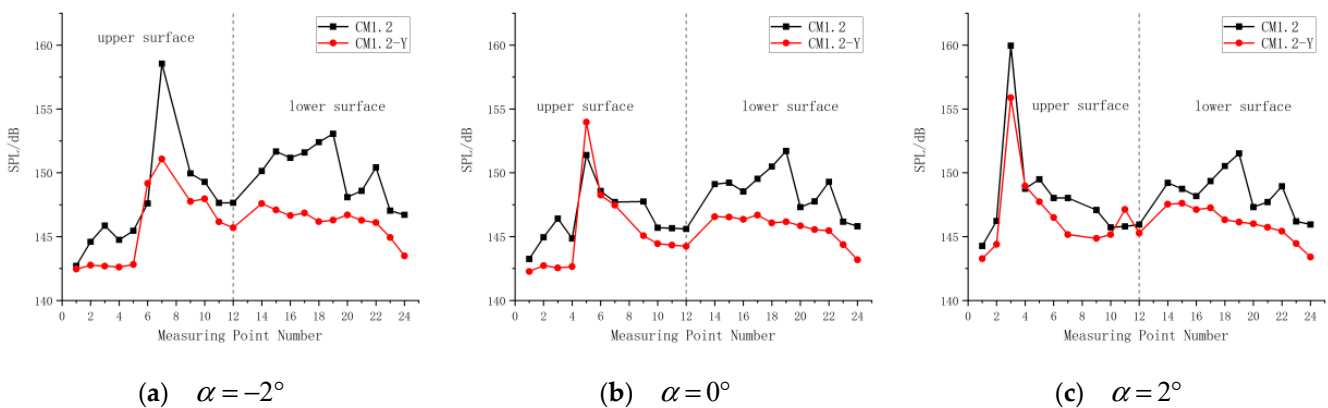 CM1.2
CM1.2-Y
upper surface
lower surface
160
155
150
145
140
SPL/dB
0 2 4 6 8 10 12 14 16 18 20 22 24
Measuring Point Number
(a) α = −2°
CM1.2
CM1.2-Y
upper surface
lower surface
160
155
150
145
140
SPL/dB
0 2 4 6 8 10 12 14 16 18 20 22 24
Measuring Point Number
(b) α = 0°
CM1.2
CM1.2-Y
upper surface
lower surface
160
155
150
145
140
SPL/dB
0 2 4 6 8 10 12 14 16 18 20 22 24
Measuring Point Number
(c) α = 2°